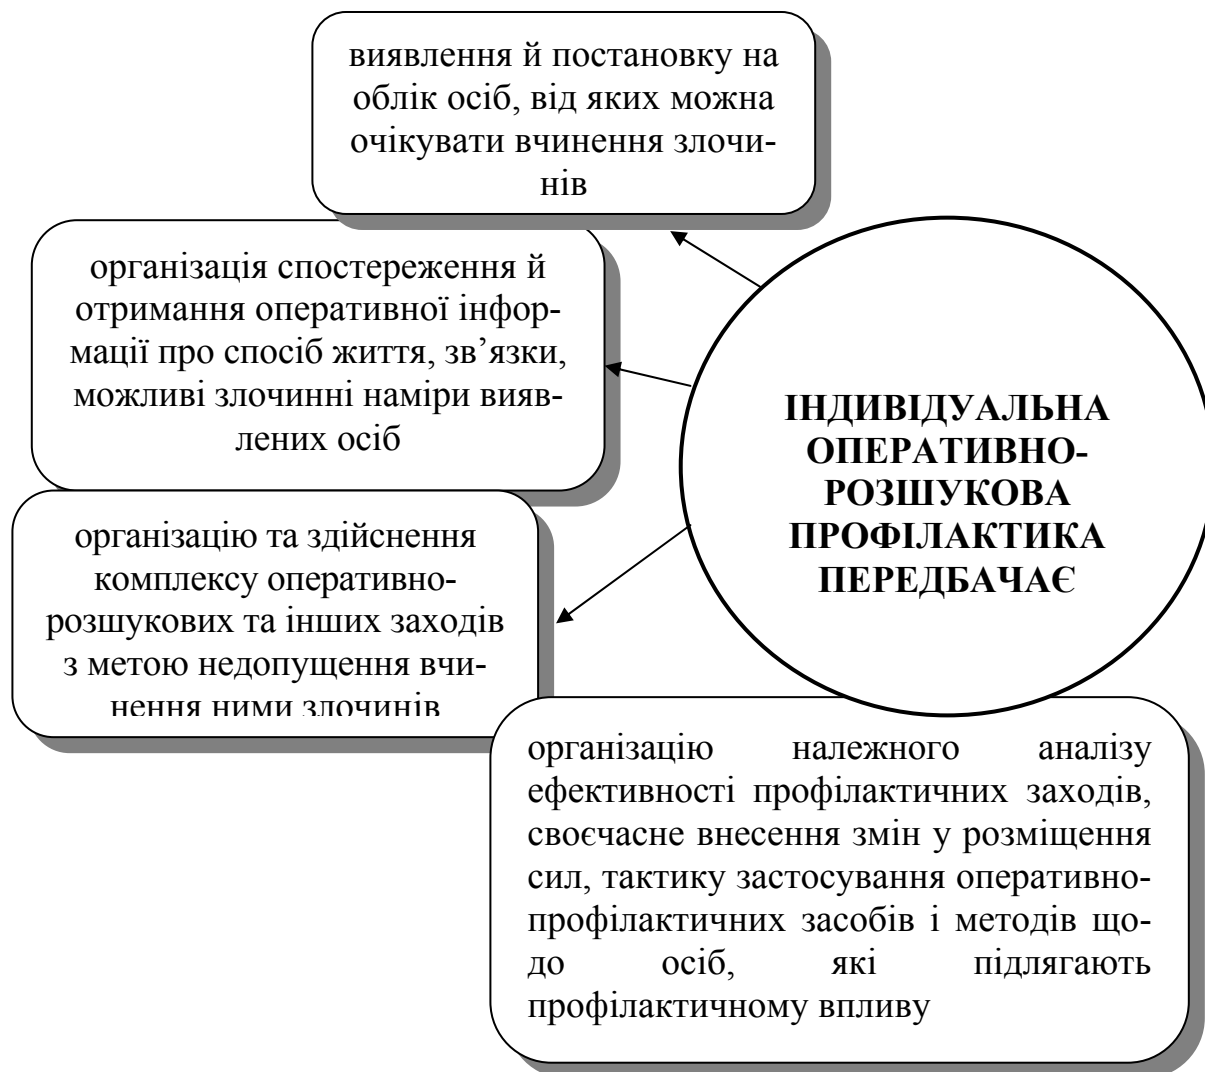 виявлення й постановку на
облік осіб, від яких можна
очікувати вчинення злочи-
нів
організація спостереження й
отримання оперативної інфор-
мації про спосіб життя, зв’язки,
можливі злочинні наміри вияв-
лених осіб
організацію та здійснення
комплексу оперативно-
розшукових та інших заходів
з метою недопущення вчи-
нення ними злочинів
ІНДИВІДУАЛЬНА
ОПЕРАТИВНО-
РОЗШУКОВА
ПРОФІЛАКТИКА
ПЕРЕДБАЧАЄ
організацію належного аналізу
ефективності профілактичних заходів,
своєчасне внесення змін у розміщення
сил, тактику застосування оперативно-
профілактичних засобів і методів що-
до осіб, які підлягають
профілактичному впливу